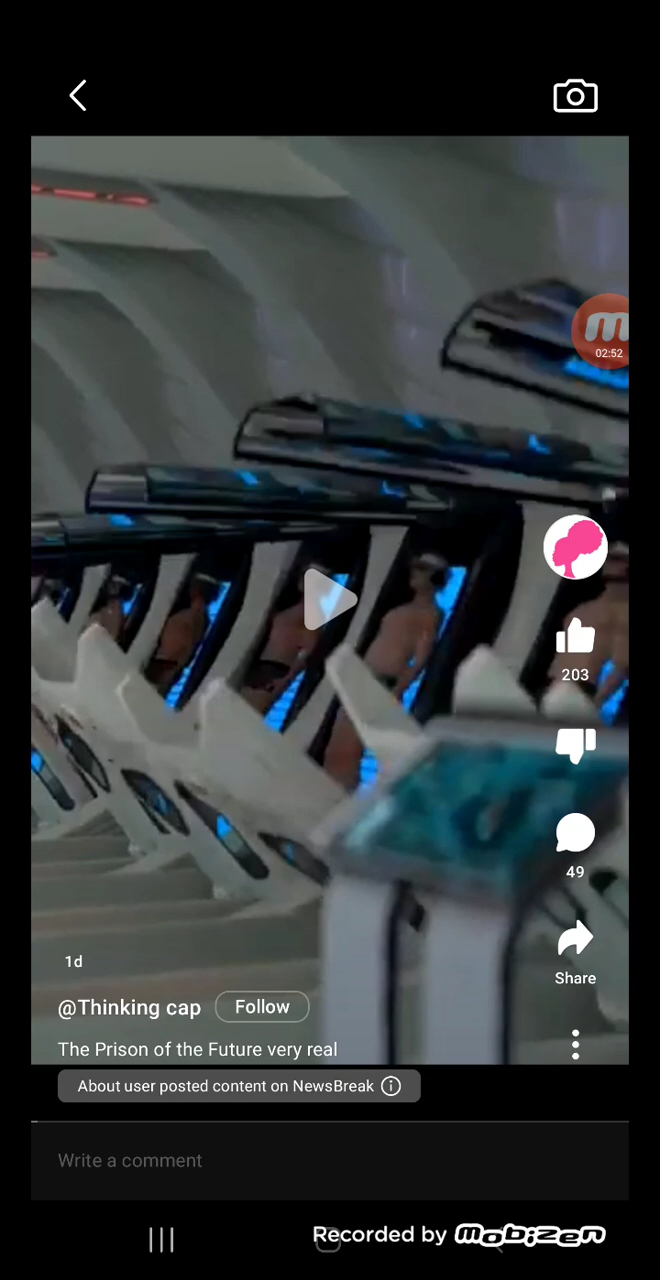 02:52
203
49
Share
1d
@Thinking cap
Follow
The Prison of the Future very real
About user posted content on NewsBreak
Write a comment
Recorded by Mobizen